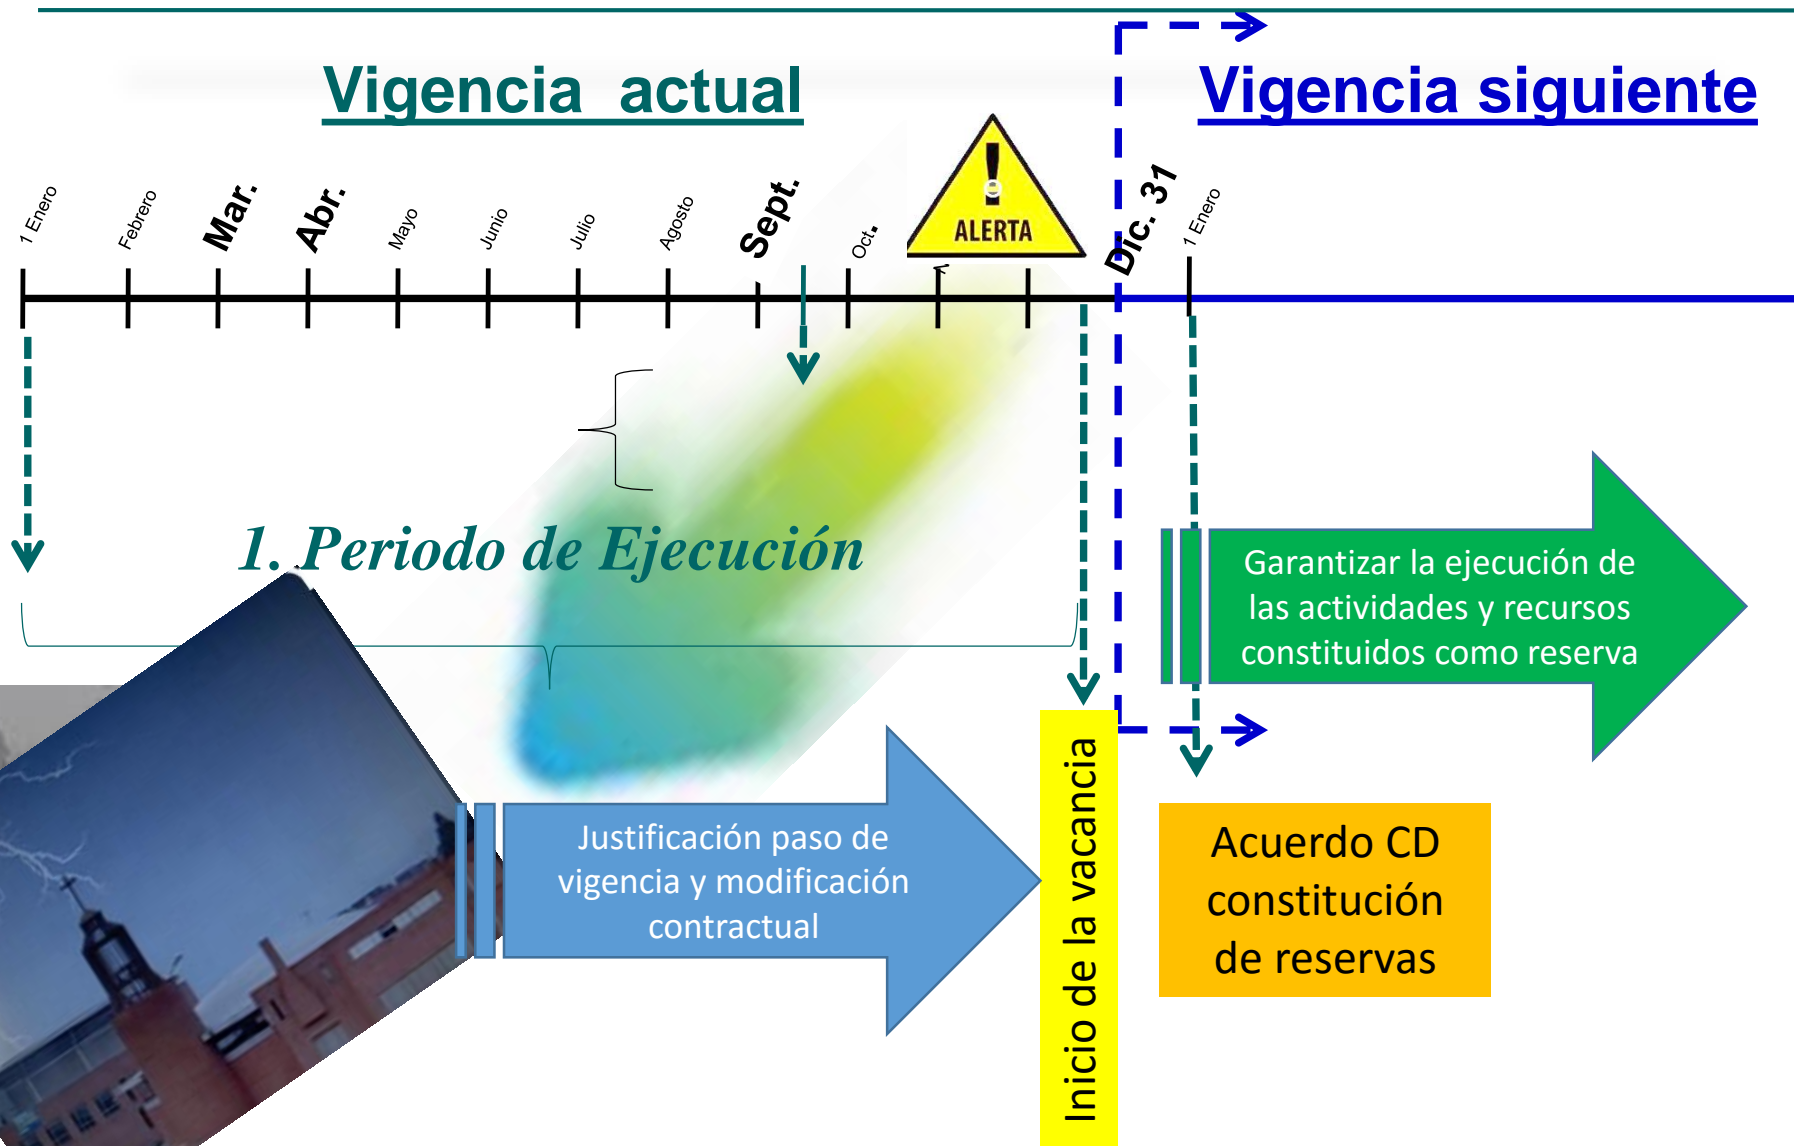 Vigencia actual
Vigencia siguiente
1 Enero
Febrero
Mar.
Abr.
Mayo
Junio
Julio
Agosto
Sept.
Oct.
e
ALERTA
Dic. 31
1 Enero
1. Periodo de Ejecución
Garantizar la ejecución de
las actividades y recursos
constituidos como reserva
Justificación paso de
vigencia y modificación
contractual
Inicio de la vacancia
Acuerdo CD
constitución
de reservas